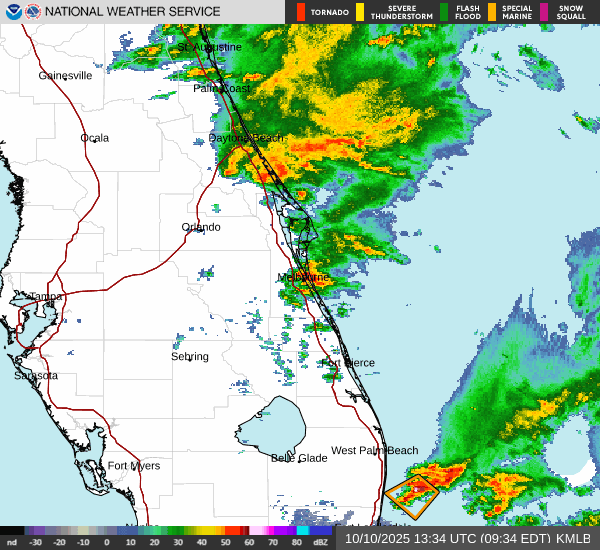 NATIONAL WEATHER SERVICE
TORNADO
SEVERE THUNDERSTORM
FLASH FLOOD
SPECIAL MARINE
SNOW SQUALL
St. Augustine
Gainesville
Palm Coast
Ocala
Daytona Beach
Orlando
Melbourne
Tampa
Sebring
Fort Pierce
Sarasota
West Palm Beach
Belle Glade
Fort Myers
nd -30 -20 -10 0 10 20 30 40 50 60 70 80 dBZ
10/10/2025 13:34 UTC (09:34 EDT) KMLB